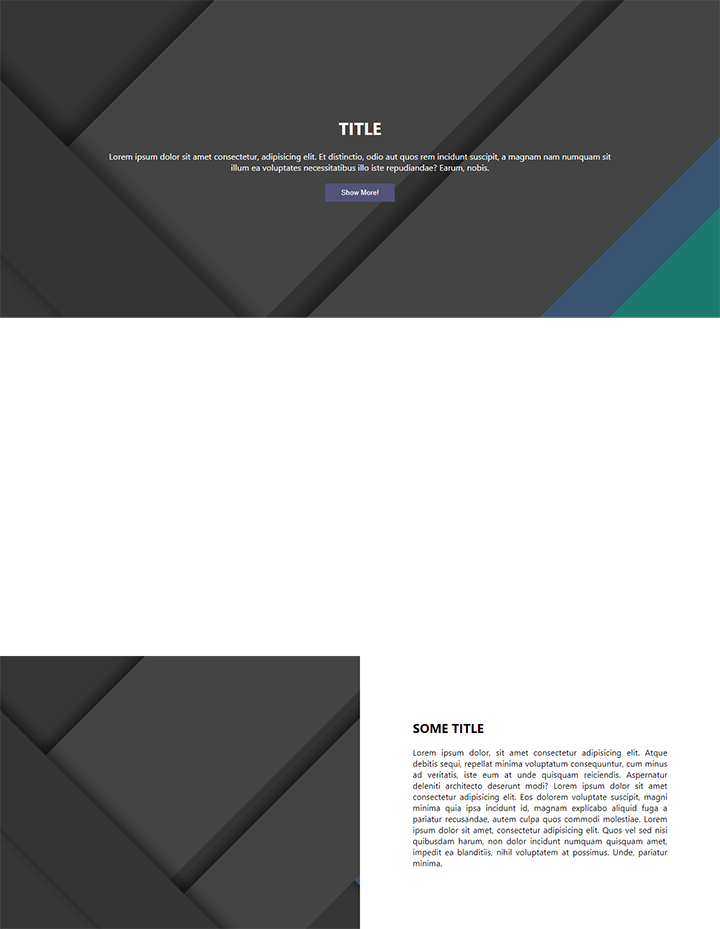 TITLE
Lorem ipsum dolor sit amet consectetur, adipisicing elit. Et distinctio, odio aut quos rem incidunt suscipit, a magnam nam numquam sit
illum ea voluptates necessitatibus illo iste repudiandae? Earum, nobis.
Show More!
SOME TITLE
Lorem ipsum dolor, sit amet consectetur adipisicing elit. Atque
debitis sequi, repellat minima voluptatum consequuntur, cum minus
ad veritatis, iste eum at unde quisquam reiciendis. Aspernatur
deleniti architecto deserunt modi? Lorem ipsum dolor sit amet
consectetur adipisicing elit. Eos dolorem voluptate suscipit, magni
minima quia ipsa incidunt id, magnam explicabo aliquid fuga a
pariatur recusandae, autem culpa quos commodi molestiae. Lorem
ipsum dolor sit amet, consectetur adipisicing elit. Quos vel sed nisi
quibusdam harum, non dolor incidunt numquam quisquam amet,
impedit ea blanditiis, nihil voluptatem at possimus. Unde, pariatur
minima.